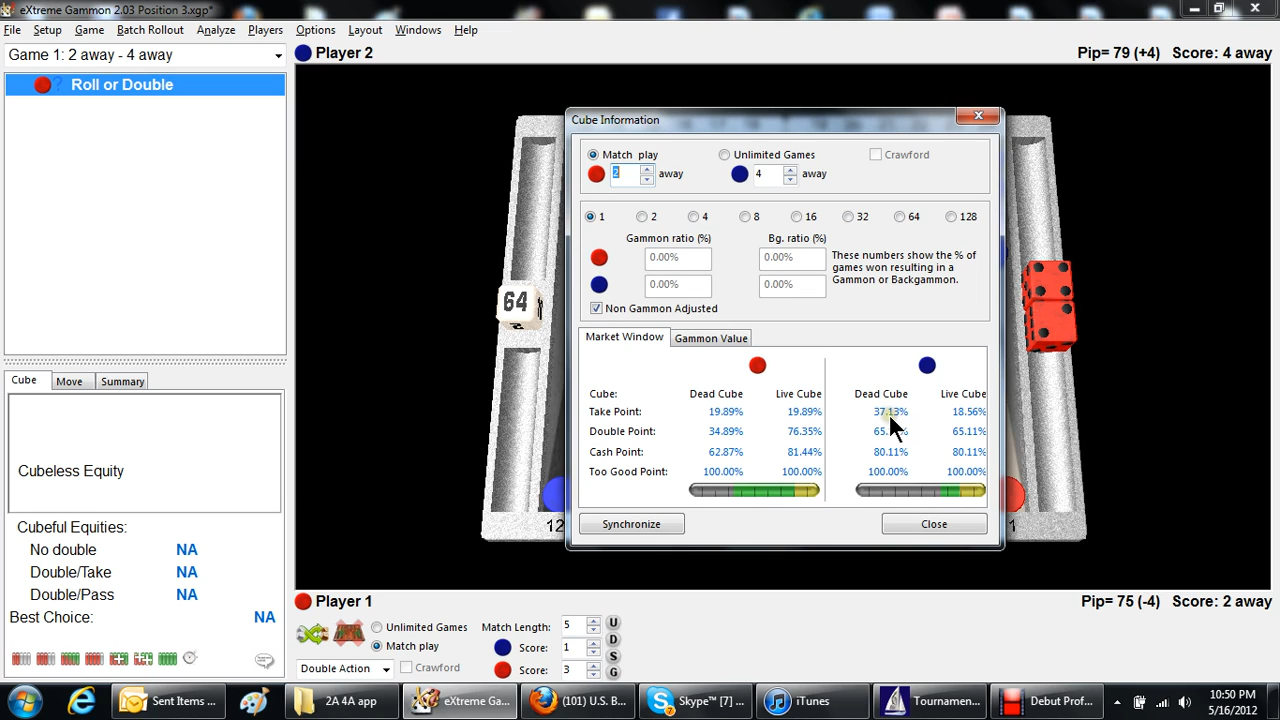 eXtreme Gammon 2.03 Position 3.xgp*
File Setup Game Batch Rollout Analyze Players Options Layout Windows Help
Game 1: 2 away - 4 away
Player 2
Pip= 79 (+4) Score: 4 away
Roll or Double
Cube Information
Match play
Unlimited Games
Crawford
2 away
4 away
1 2 4 8 16 32 64 128
Gammon ratio (%)
Bg. ratio (%)
0.00% 0.00%
0.00% 0.00%
These numbers show the % of
games won resulting in a
Gammon or Backgammon.
Non Gammon Adjusted
64
Market Window Gammon Value
Cube: Dead Cube Live Cube Dead Cube Live Cube
Take Point: 19.89% 19.89% 37.13% 18.56%
Double Point: 34.89% 76.35% 65.11%
Cash Point: 62.87% 81.44% 80.11% 80.11%
Too Good Point: 100.00% 100.00% 100.00% 100.00%
Synchronize Close
12 1
Cube Move Summary
Cubeless Equity
Cubeful Equities:
No double NA
Double/Take NA
Double/Pass NA
Best Choice: NA
Player 1
Pip= 75 (-4) Score: 2 away
Unlimited Games
Match play
Double Action
Crawford
Match Length: 5
Score: 1
Score: 3
U
D
S
G
Sent Items ...
2A 4A app
eXtreme Ga...
(101) U.S. B...
Skype™ [7] ...
iTunes
Tournamen...
Debut Prof...
10:50 PM
5/16/2012